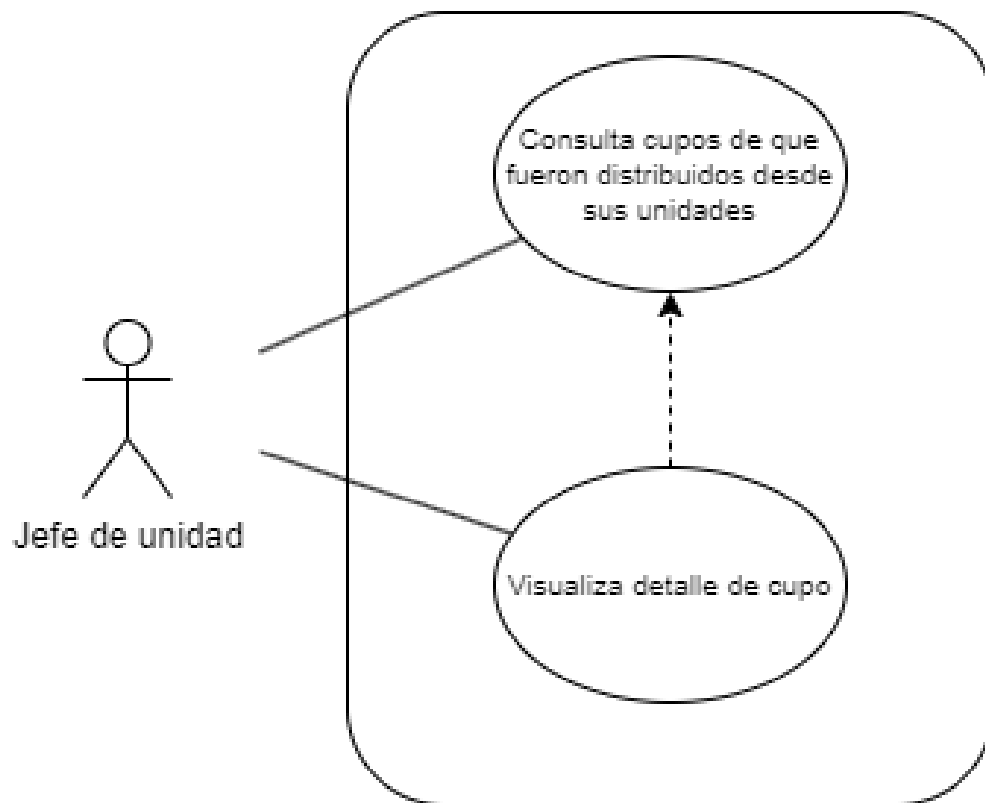 Consulta cupos de que
fueron distribuidos desde
sus unidades
Jefe de unidad
Visualiza detalle de cupo